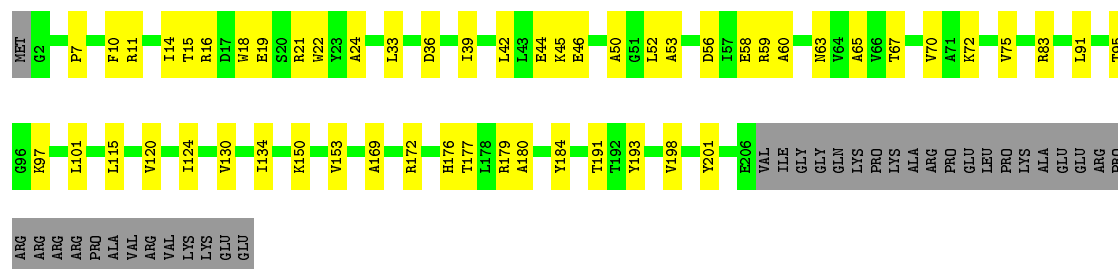 MET G2 P7 F10 R11 I14 T15 R16 D17 W18 E19 S20 R21 W22 Y23 A24 L33 D36 I39 L42 L43 E44 K45 E46 A50 G51 L52 A53 D56 I57 E58 R59 A60 N63 V64 A65 V66 T67 V70 A71 K72 V75 R83 L91 T95
G96 K97 L101 L115 V120 I124 V130 I134 K150 V153 A169 R172 H176 T177 L178 R179 A180 Y184 T191 T192 Y193 V198 Y201 E206 VAL ILE GLY GLY GLN LYS PRO LYS ALA ARG PRO GLU LEU PRO LYS ALA GLU GLU ARG PRO
ARG ARG ARG ARG PRO ALA VAL ARG VAL LYS LYS GLU GLU